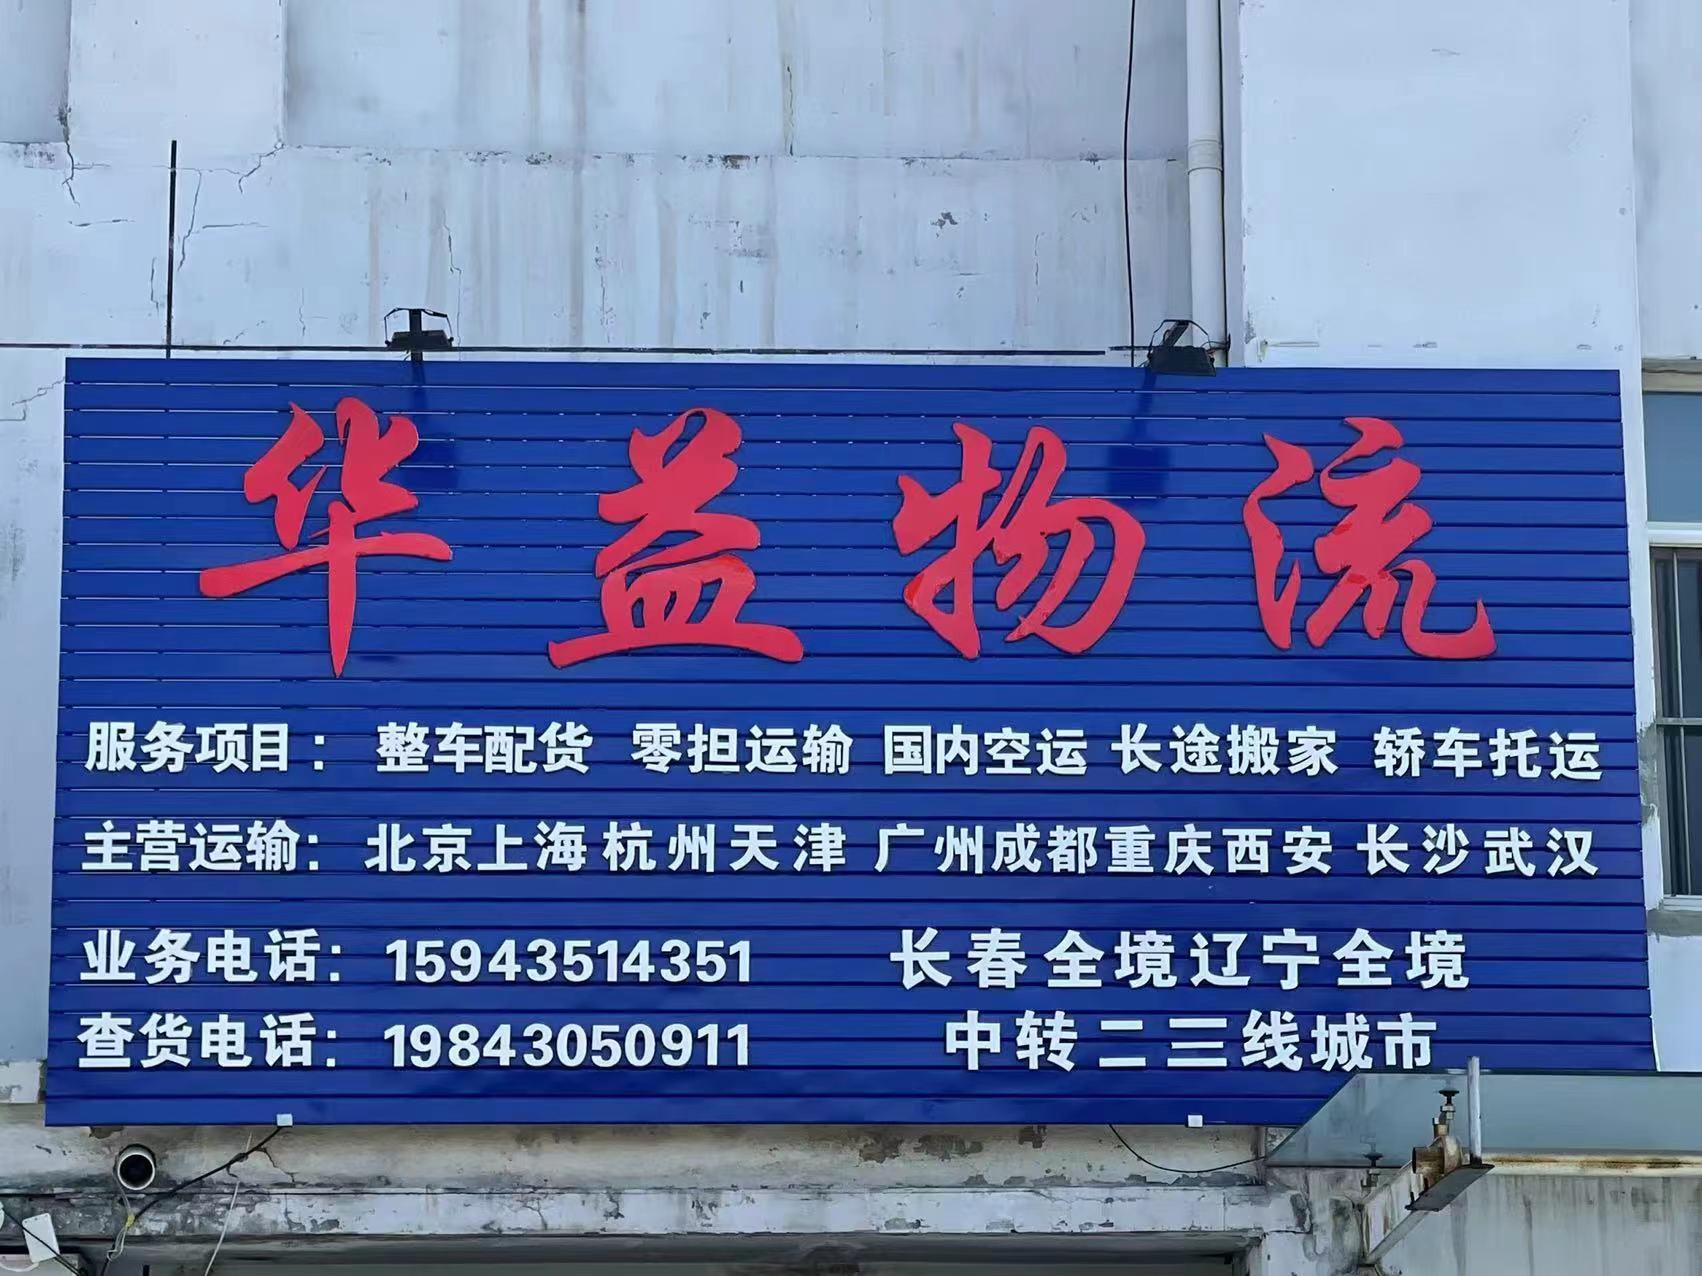 华益物流
服务项目：整车配货 零担运输 国内空运 长途搬家 轿车托运
主营运输：北京上海杭州天津 广州成都重庆西安长沙武汉
业务电话：15943514351 长春全境辽宁全境
查货电话：19843050911 中转二三线城市